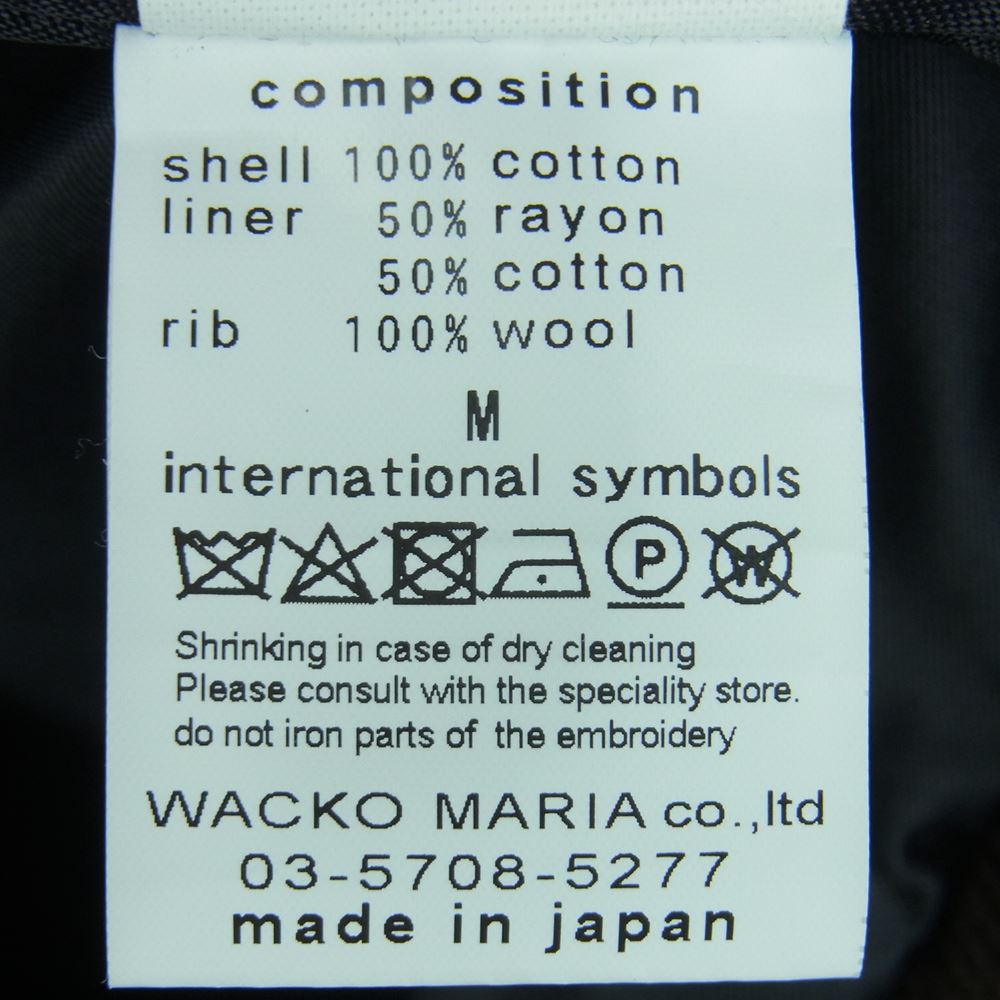 composition
shell 100% cotton
liner 50% rayon
50% cotton
rib 100% wool
M
international symbols
P W
Shrinking in case of dry cleaning
Please consult with the speciality store.
do not iron parts of the embroidery
WACKO MARIA co.,ltd
03-5708-5277
made in japan